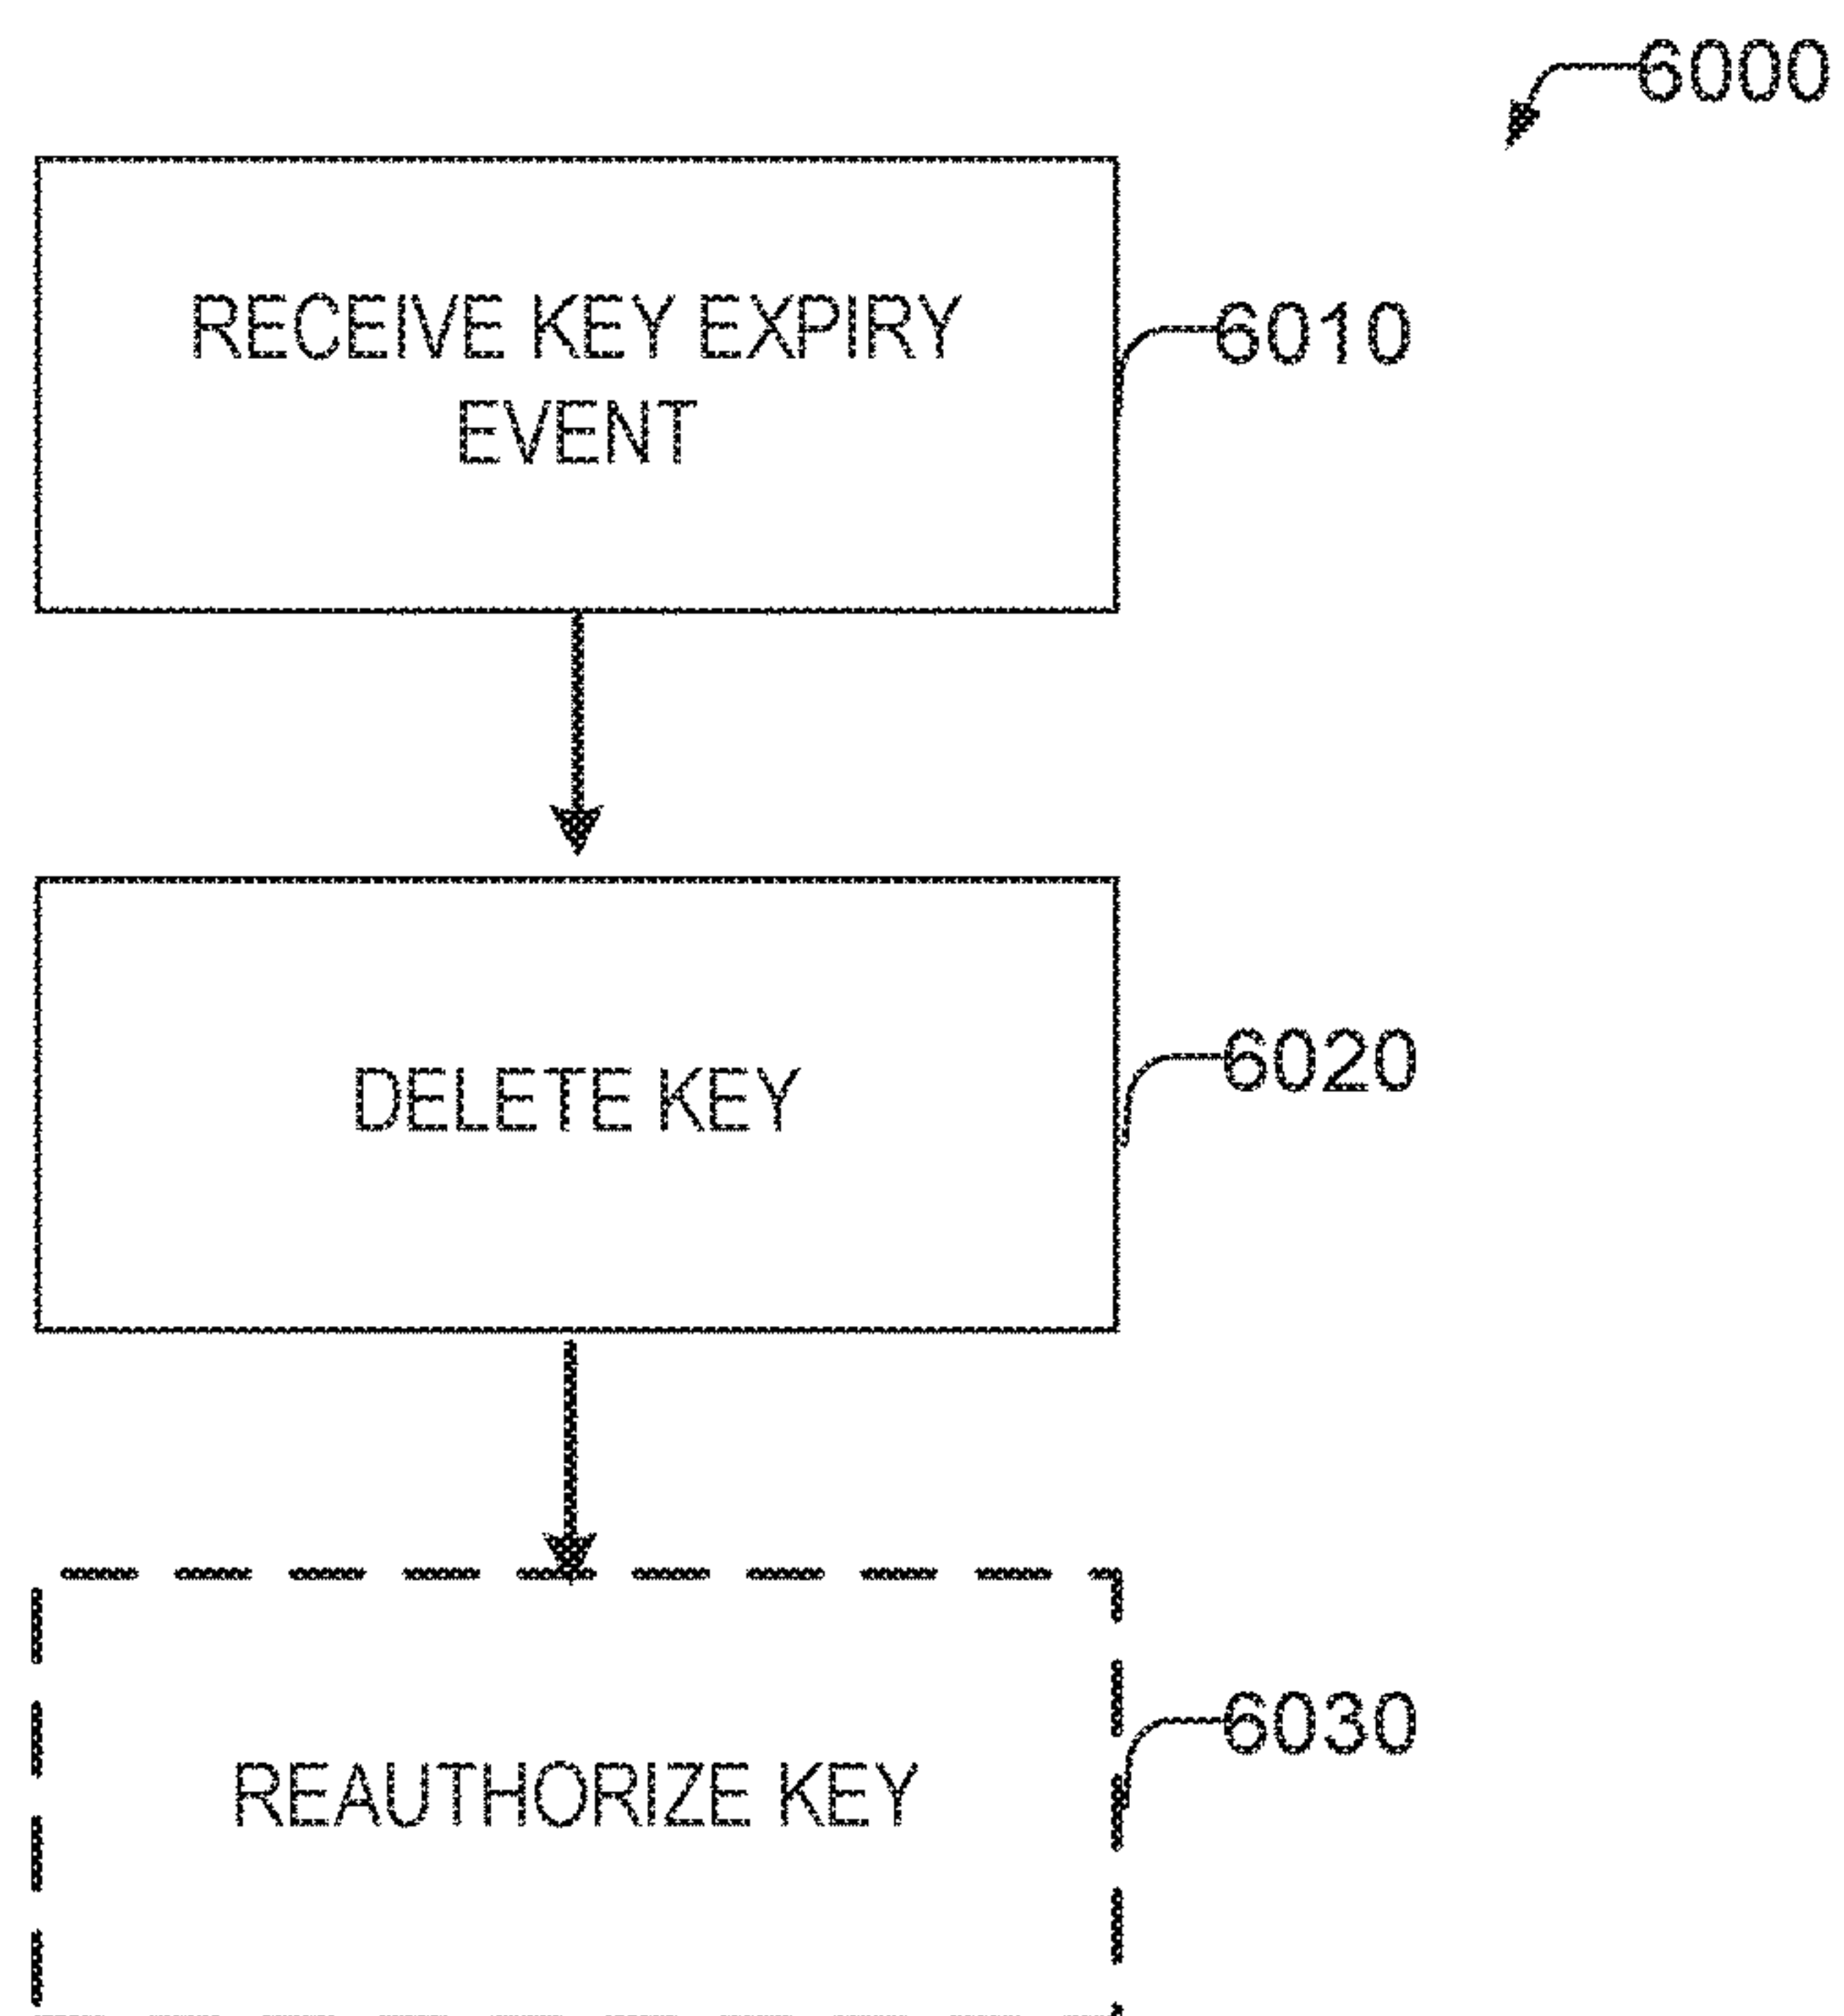 6000
RECEIVE KEY EXPIRY
EVENT
6010
DELETE KEY
6020
REAUTHORIZE KEY
6030